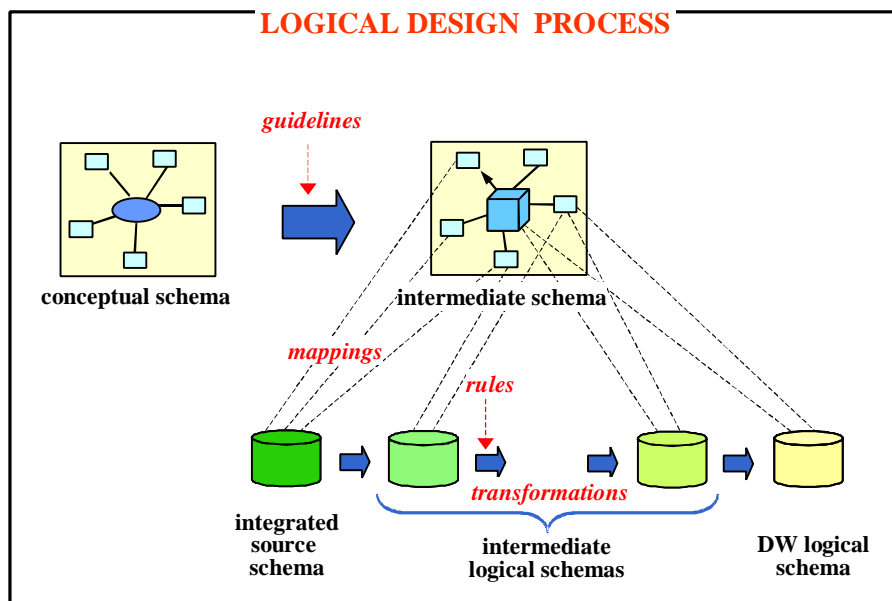 LOGICAL DESIGN PROCESS
guidelines
conceptual schema
intermediate schema
mappings
rules
transformations
integrated
source
schema
intermediate
logical schemas
DW logical
schema